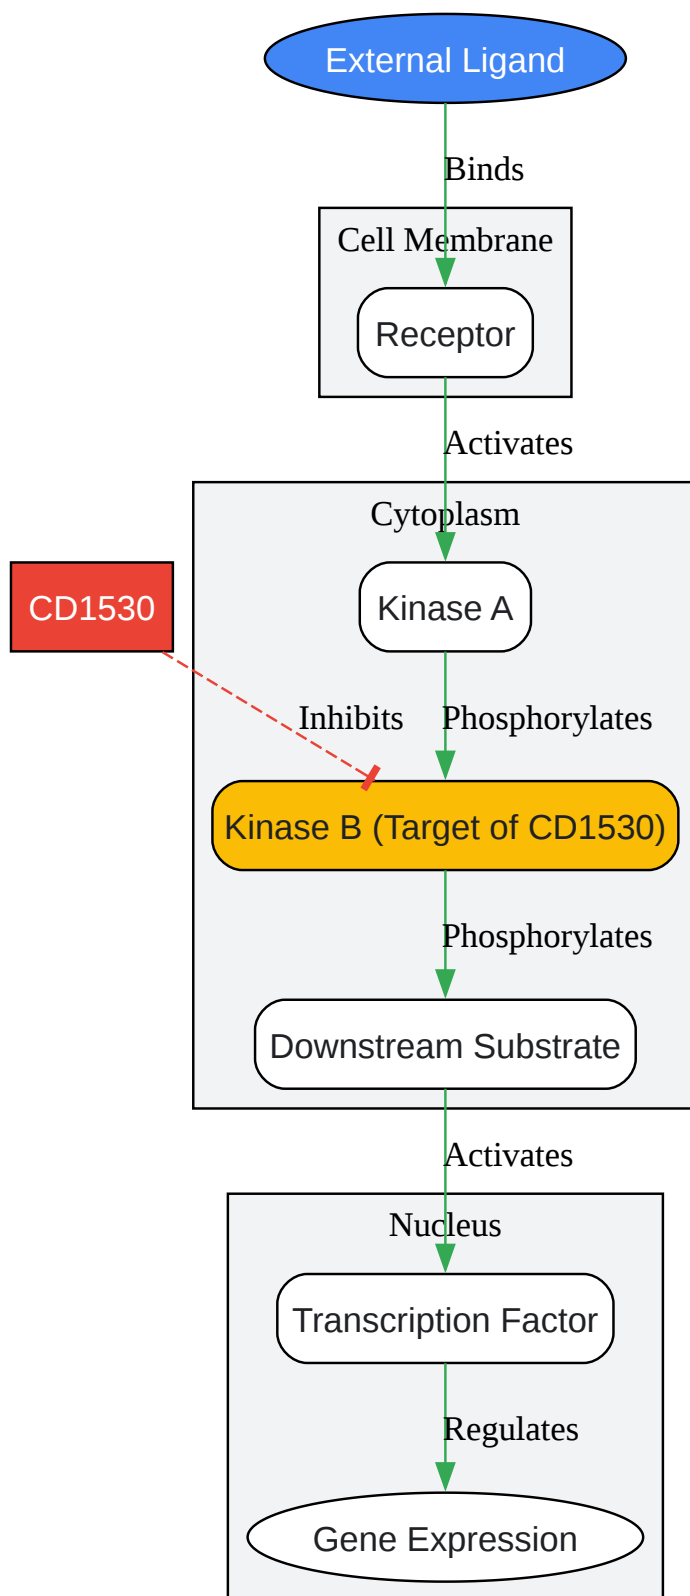 External Ligand
Binds
Cell Membrane
Receptor
Activates
Cytoplasm
CD1530
Kinase A
Inhibits
Phosphorylates
Kinase B (Target of CD1530)
Phosphorylates
Downstream Substrate
Activates
Nucleus
Transcription Factor
Regulates
Gene Expression